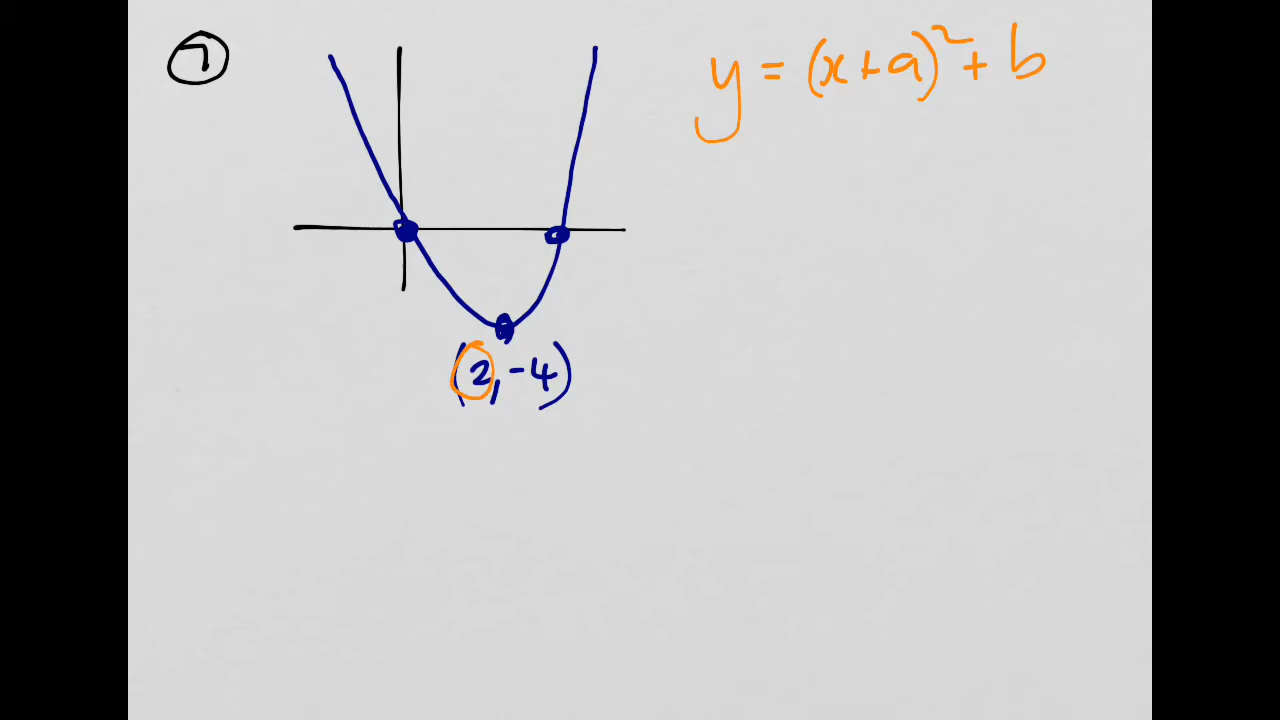 7
y = (x+a)² + b
(2, -4)